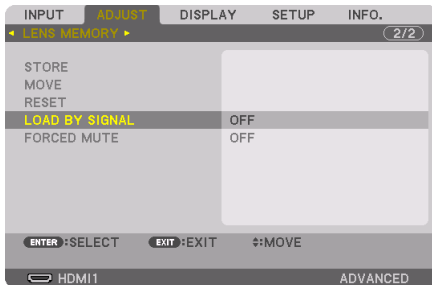 INPUT ADJUST DISPLAY SETUP INFO.
LENS MEMORY 2/2
STORE
MOVE
RESET
LOAD BY SIGNAL OFF
FORCED MUTE OFF
ENTER :SELECT EXIT :EXIT :MOVE
HDMI1 ADVANCED